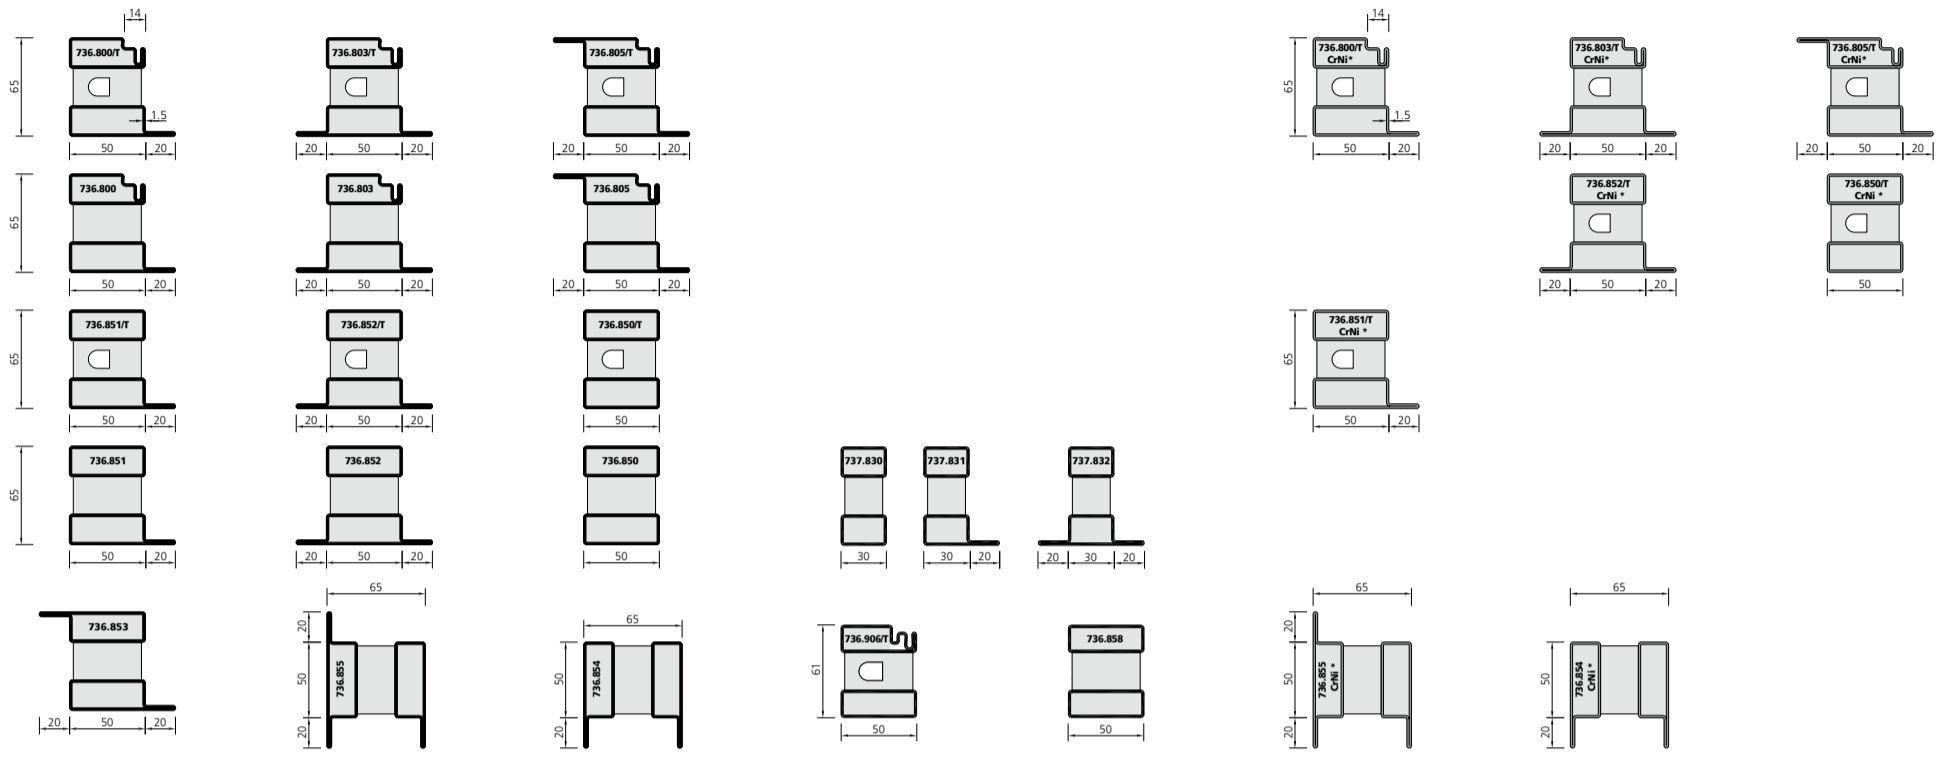 14 14
736.800/T 736.803/T 736.805/T 736.800/T 736.803/T 736.805/T
CrNi* CrNi* CrNi*
65 65
1.5 1.5
50 20 20 50 20 20 50 20 50 20 20 50 20 20 50 20
736.800 736.803 736.805 736.852/T 736.850/T
CrNi * CrNi *
65
50 20 20 50 20 20 50 20 20 50 20 50
736.851/T 736.852/T 736.850/T 736.851/T
CrNi *
65 65
50 20 20 50 20 50 50 20
736.851 736.852 736.850 737.830 737.831 737.832
65
50 20 20 50 20 50 30 30 20 20 30 20
65 65 65
736.853 20 65 736.906/T 736.858 20
50 736.855 50 736.854 61 50 736.855 50 736.854
CrNi * CrNi *
20 50 20 20 20 50 50 20 20